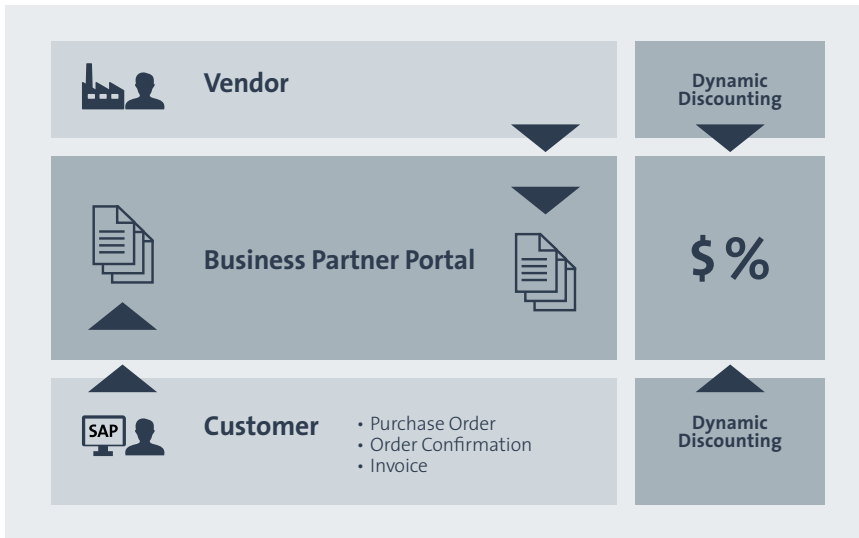 Vendor
Dynamic
Discounting
Business Partner Portal
$ %
SAP
Customer
• Purchase Order
• Order Confirmation
• Invoice
Dynamic
Discounting